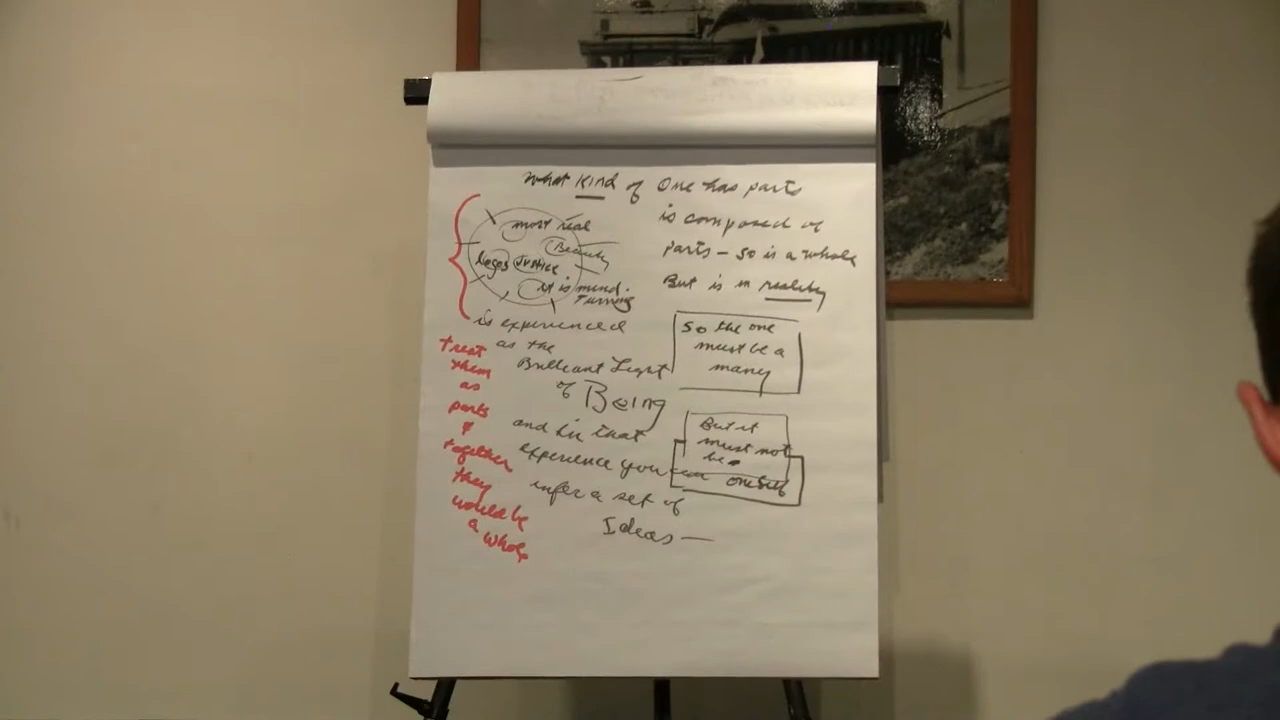 What Kind of One has parts
is composed of
parts – so is a whole
But is in reality
most real
Beauty
Logos Justice
it is mind.
Turning
is experienced
as the
Brilliant Light
of Being
and in that
experience you can
infer a set of
Ideas —
treat
them
as
parts
&
together
they
would be
a whole
So the one
must be a
many
But it
must not
be
oneself